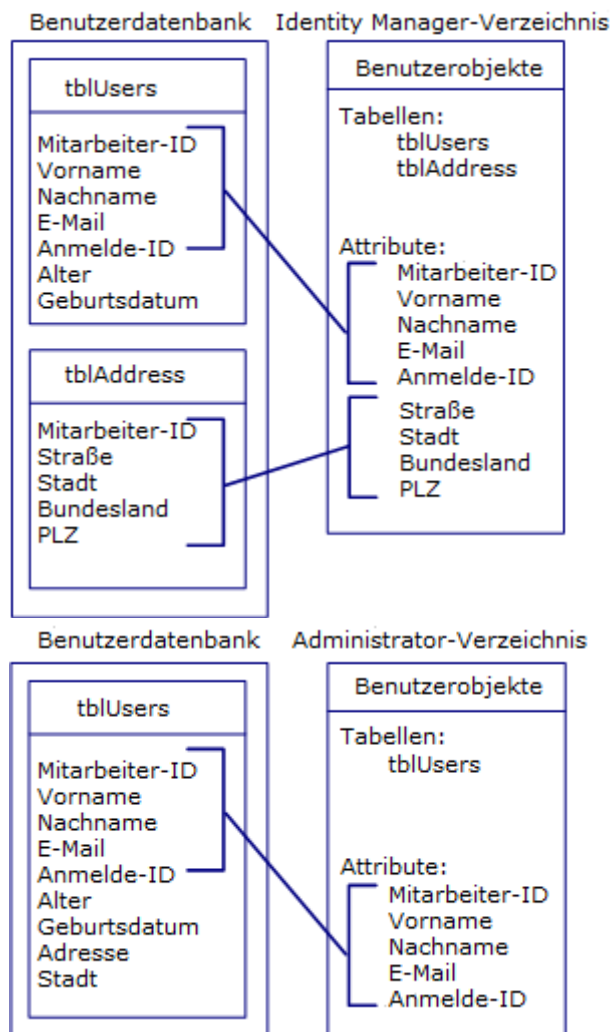 Benutzerdatenbank
Identity Manager-Verzeichnis
tblUsers
Mitarbeiter-ID
Vorname
Nachname
E-Mail
Anmelde-ID
Alter
Geburtsdatum
tblAddress
Mitarbeiter-ID
Straße
Stadt
Bundesland
PLZ
Benutzerobjekte
Tabellen:
tblUsers
tblAddress
Attribute:
Mitarbeiter-ID
Vorname
Nachname
E-Mail
Anmelde-ID
Straße
Stadt
Bundesland
PLZ
Benutzerdatenbank
Administrator-Verzeichnis
tblUsers
Mitarbeiter-ID
Vorname
Nachname
E-Mail
Anmelde-ID
Alter
Geburtsdatum
Adresse
Stadt
Benutzerobjekte
Tabellen:
tblUsers
Attribute:
Mitarbeiter-ID
Vorname
Nachname
E-Mail
Anmelde-ID